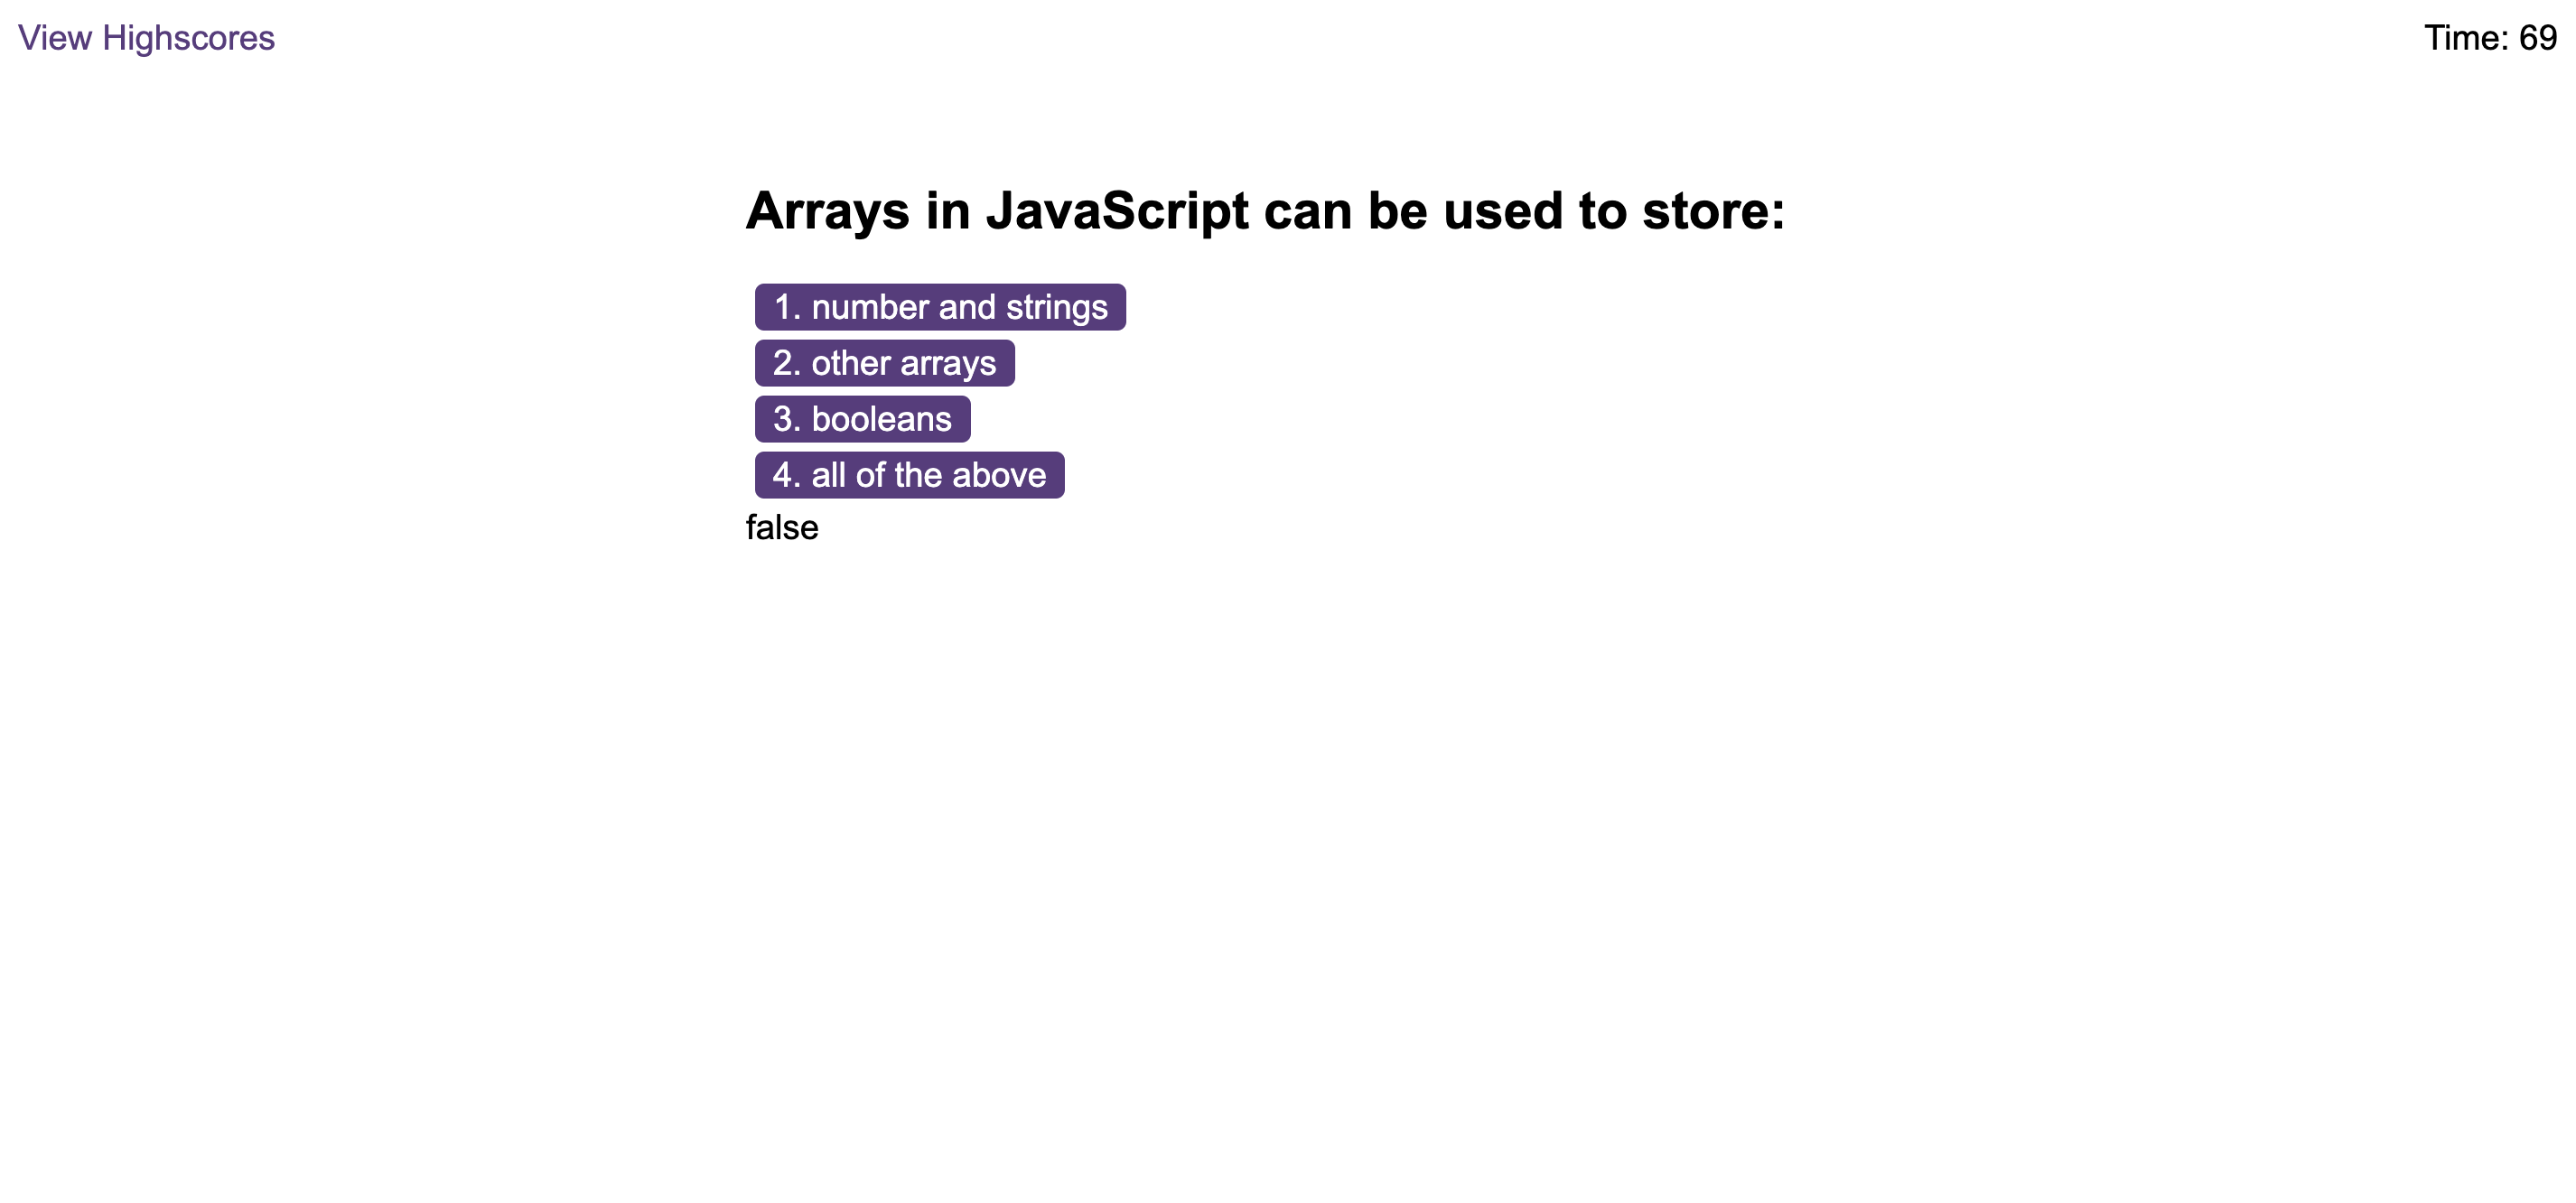 View Highscores
Time: 69
Arrays in JavaScript can be used to store:
1. number and strings
2. other arrays
3. booleans
4. all of the above
false